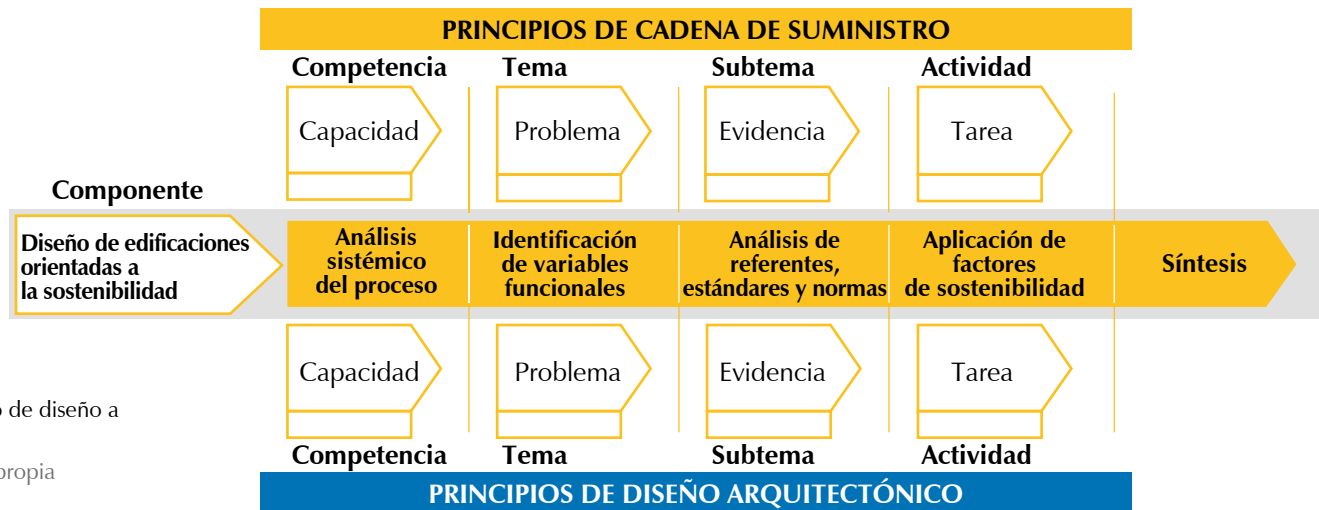 PRINCIPIOS DE CADENA DE SUMINISTRO
Competencia
Tema
Subtema
Actividad
Capacidad
Problema
Evidencia
Tarea
Componente
Diseño de edificaciones
orientadas a
la sostenibilidad
Análisis
sistémico
del proceso
Identificación
de variables
funcionales
Análisis de
referentes,
estándares y normas
Aplicación de
factores
de sostenibilidad
Síntesis
Capacidad
Problema
Evidencia
Tarea
Competencia
Tema
Subtema
Actividad
PRINCIPIOS DE DISEÑO ARQUITECTÓNICO
de diseño a
propia